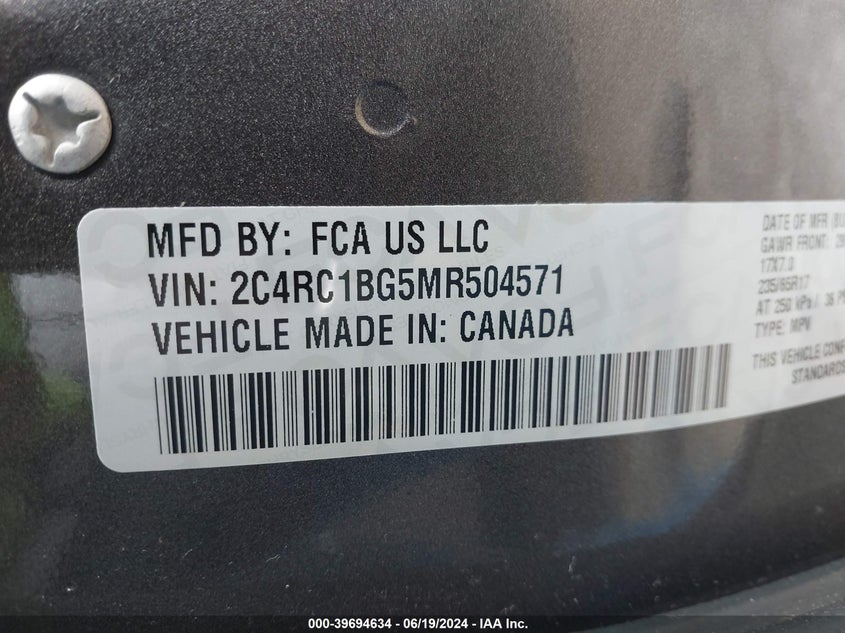 MFD BY: FCA US LLC
VIN: 2C4RC1BG5MR504571
VEHICLE MADE IN: CANADA
DATE OF MFR
GAWR FRONT:
17X7.0
235/65R17
AT 250 kPa / 36
TYPE: MPV
THIS VEHICLE
STANDARDS
000-39694634 - 06/19/2024 - IAA Inc.